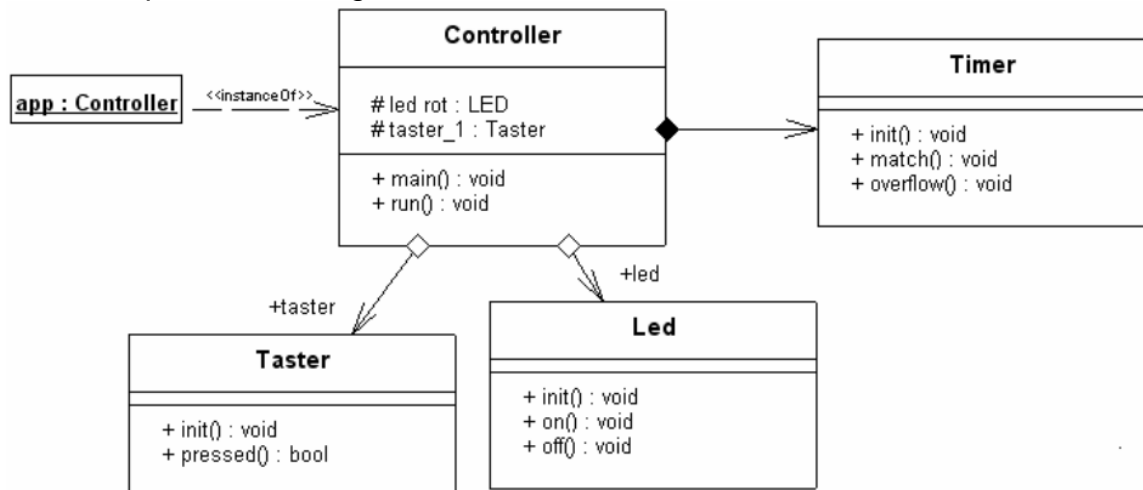 Controller
# led rot : LED
# taster_1 : Taster
+ main() : void
+ run() : void
app : Controller
<<instanceOf>>
Timer
+ init() : void
+ match() : void
+ overflow() : void
+taster
+led
Taster
+ init() : void
+ pressed() : bool
Led
+ init() : void
+ on() : void
+ off() : void